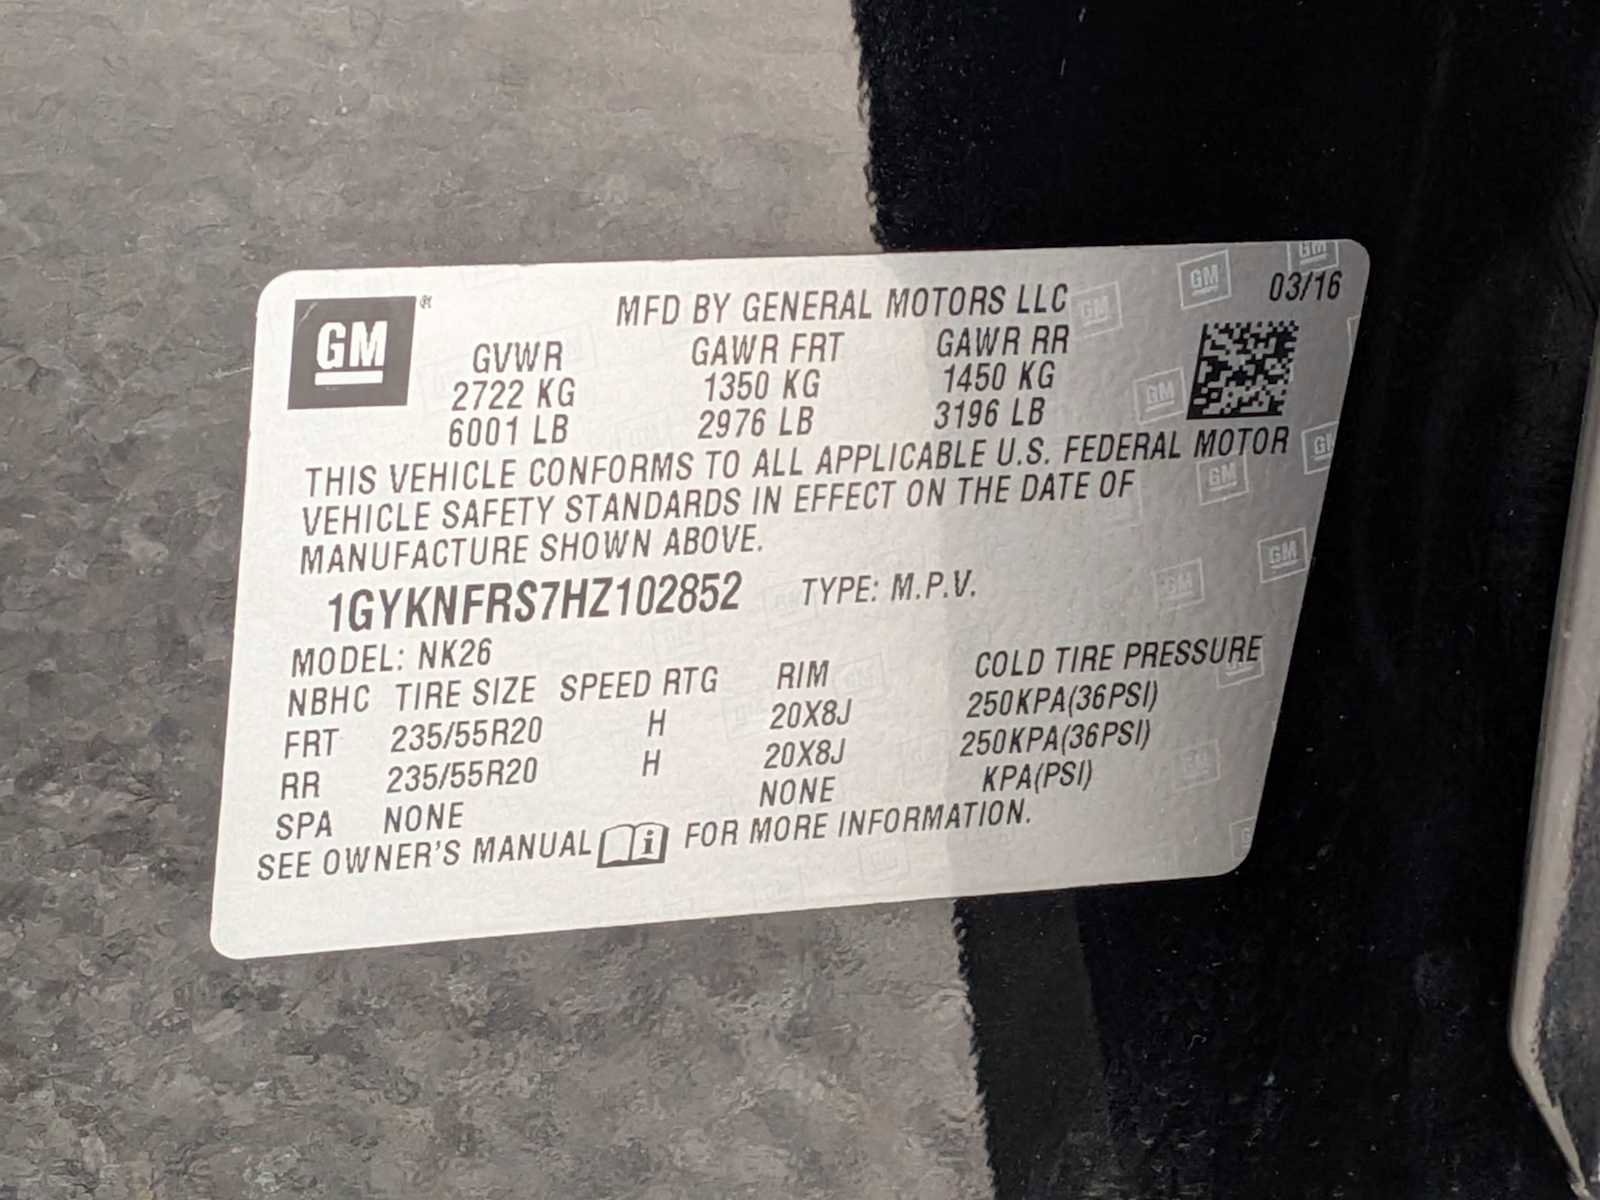 GM ®
MFD BY GENERAL MOTORS LLC 03/16
GVWR GAWR FRT GAWR RR
2722 KG 1350 KG 1450 KG
6001 LB 2976 LB 3196 LB
THIS VEHICLE CONFORMS TO ALL APPLICABLE U.S. FEDERAL MOTOR
VEHICLE SAFETY STANDARDS IN EFFECT ON THE DATE OF
MANUFACTURE SHOWN ABOVE.
1GYKNFRS7HZ102852 TYPE: M.P.V.
MODEL: NK26
NBHC TIRE SIZE SPEED RTG RIM COLD TIRE PRESSURE
FRT 235/55R20 H 20X8J 250KPA(36PSI)
RR 235/55R20 H 20X8J 250KPA(36PSI)
SPA NONE NONE KPA(PSI)
SEE OWNER'S MANUAL i FOR MORE INFORMATION.